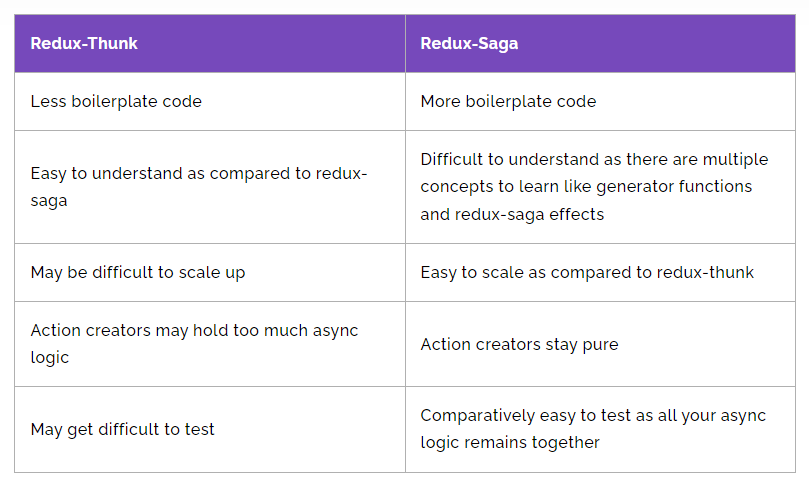 Redux-Thunk
Redux-Saga
Less boilerplate code
More boilerplate code
Easy to understand as compared to redux-
saga
Difficult to understand as there are multiple
concepts to learn like generator functions
and redux-saga effects
May be difficult to scale up
Easy to scale as compared to redux-thunk
Action creators may hold too much async
logic
Action creators stay pure
May get difficult to test
Comparatively easy to test as all your async
logic remains together